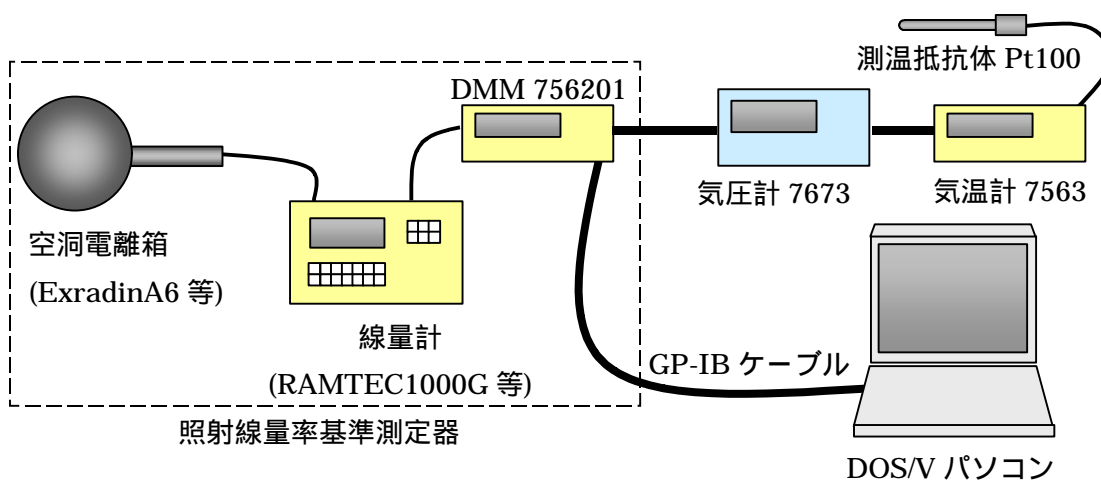 測温抵抗体 Pt100
DMM 756201
気圧計 7673
気温計 7563
空洞電離箱
(ExradinA6 等)
線量計
(RAMTEC1000G 等)
GP-IB ケーブル
照射線量率基準測定器
DOS/V パソコン